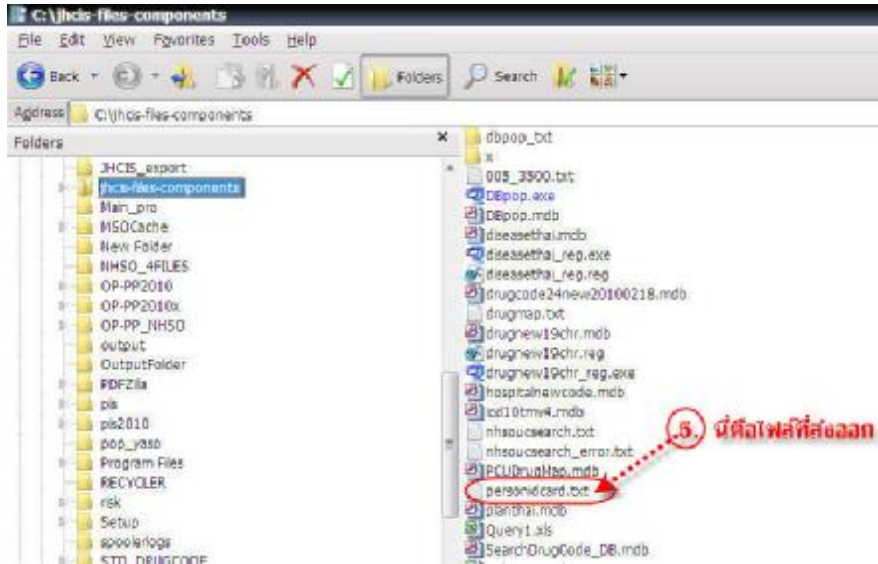 C:\jhcis-files-components
File Edit View Favorites Tools Help
Back Folders Search
Address C:\jhcis-files-components
Folders
JHCIS_export
jhcis-files-components
Main_pro
MSOCache
New Folder
NHSO_4FILES
OP-PP2010
OP-PP2010x
OP-PP_NHSO
output
OutputFolder
PDFZilla
pis
pis2010
pop_yaso
Program Files
RECYCLER
risk
Setup
spoolerlogs
STD_DRUGCODE
dbpop_txt
x
005_3500.txt
DBpop.exe
DBpop.mdb
diseasethai.mdb
diseasethai_reg.exe
diseasethai_reg.reg
drugcode24new20100218.mdb
drugmap.txt
drugnew19chr.mdb
drugnew19chr.reg
drugnew19chr_reg.exe
hospitalnewcode.mdb
icd10tmv4.mdb
nhsoucsearch.txt
nhsoucsearch_error.txt
PCUDrugMap.mdb
personidcard.txt
planthai.mdb
Query1.xls
SearchDrugCode_DB.mdb
5. นี่คือไฟล์ที่ส่งออก